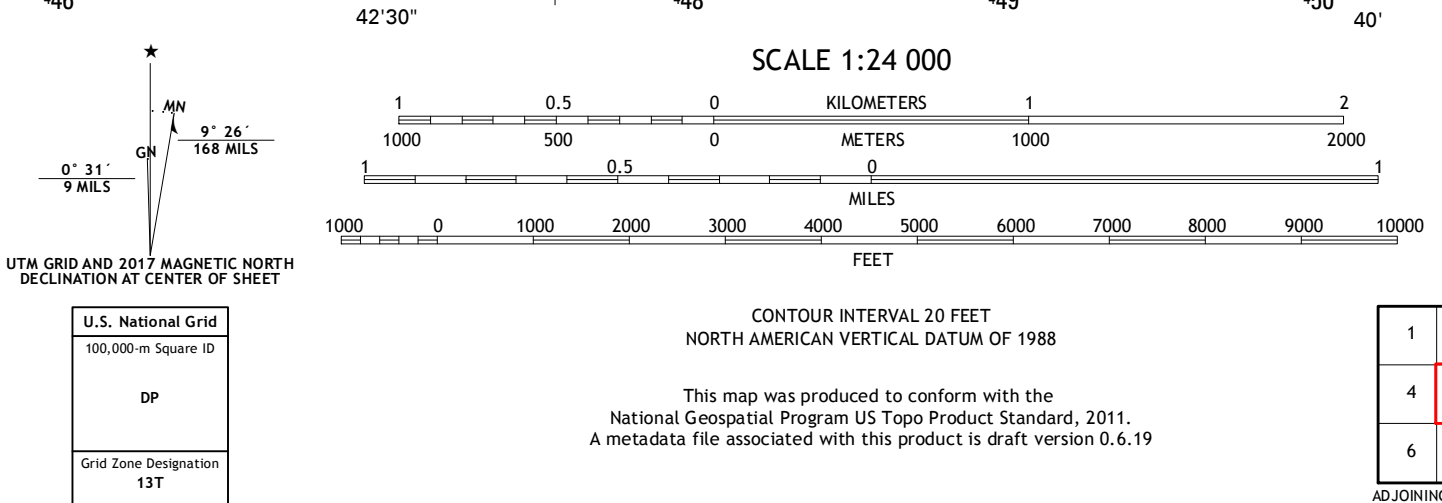 42'30"
40'
SCALE 1:24 000
MN
9° 26´
168 MILS
GN
0° 31´
9 MILS
UTM GRID AND 2017 MAGNETIC NORTH
DECLINATION AT CENTER OF SHEET
1 0.5 0 KILOMETERS 1 2
1000 500 0 METERS 1000 2000
1 0.5 0 1
MILES
1000 0 1000 2000 3000 4000 5000 6000 7000 8000 9000 10000
FEET
U.S. National Grid
100,000-m Square ID
DP
Grid Zone Designation
13T
CONTOUR INTERVAL 20 FEET
NORTH AMERICAN VERTICAL DATUM OF 1988
This map was produced to conform with the
National Geospatial Program US Topo Product Standard, 2011.
A metadata file associated with this product is draft version 0.6.19
1
4
6
ADJOINING